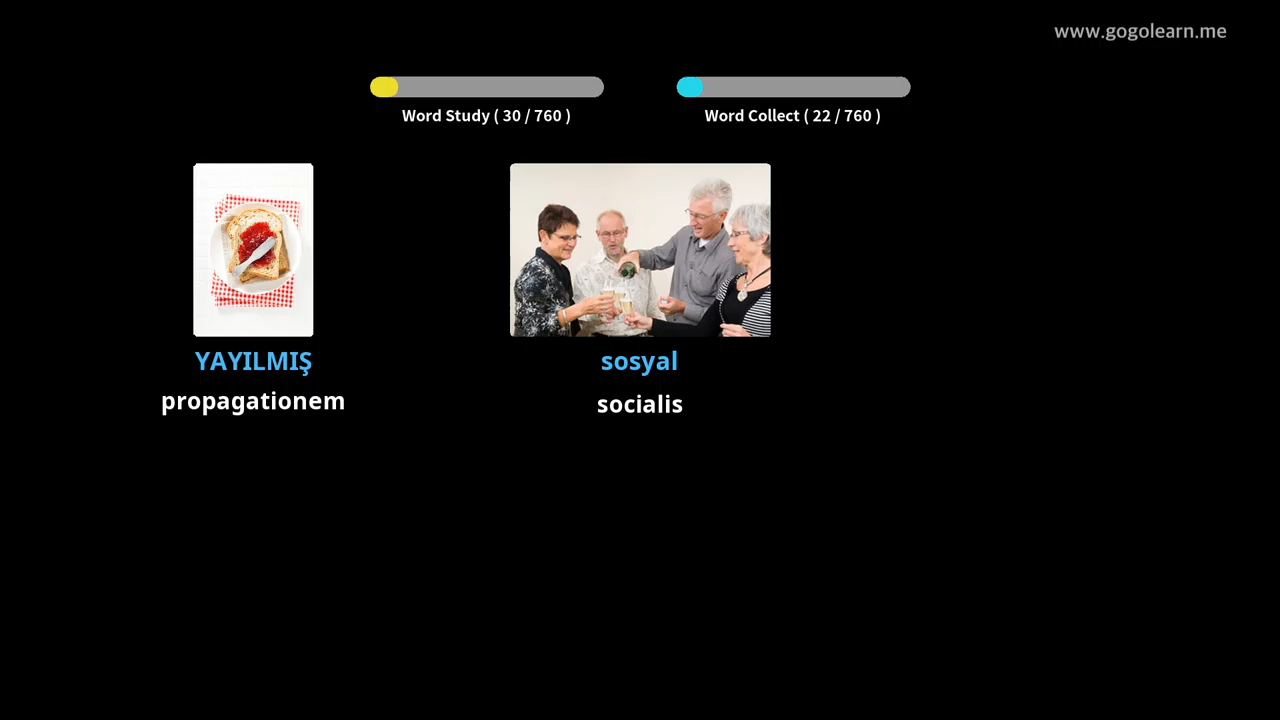 www.gogolearn.me
Word Study ( 30 / 760 )
Word Collect ( 22 / 760 )
YAYILMIŞ
propagationem
sosyal
socialis